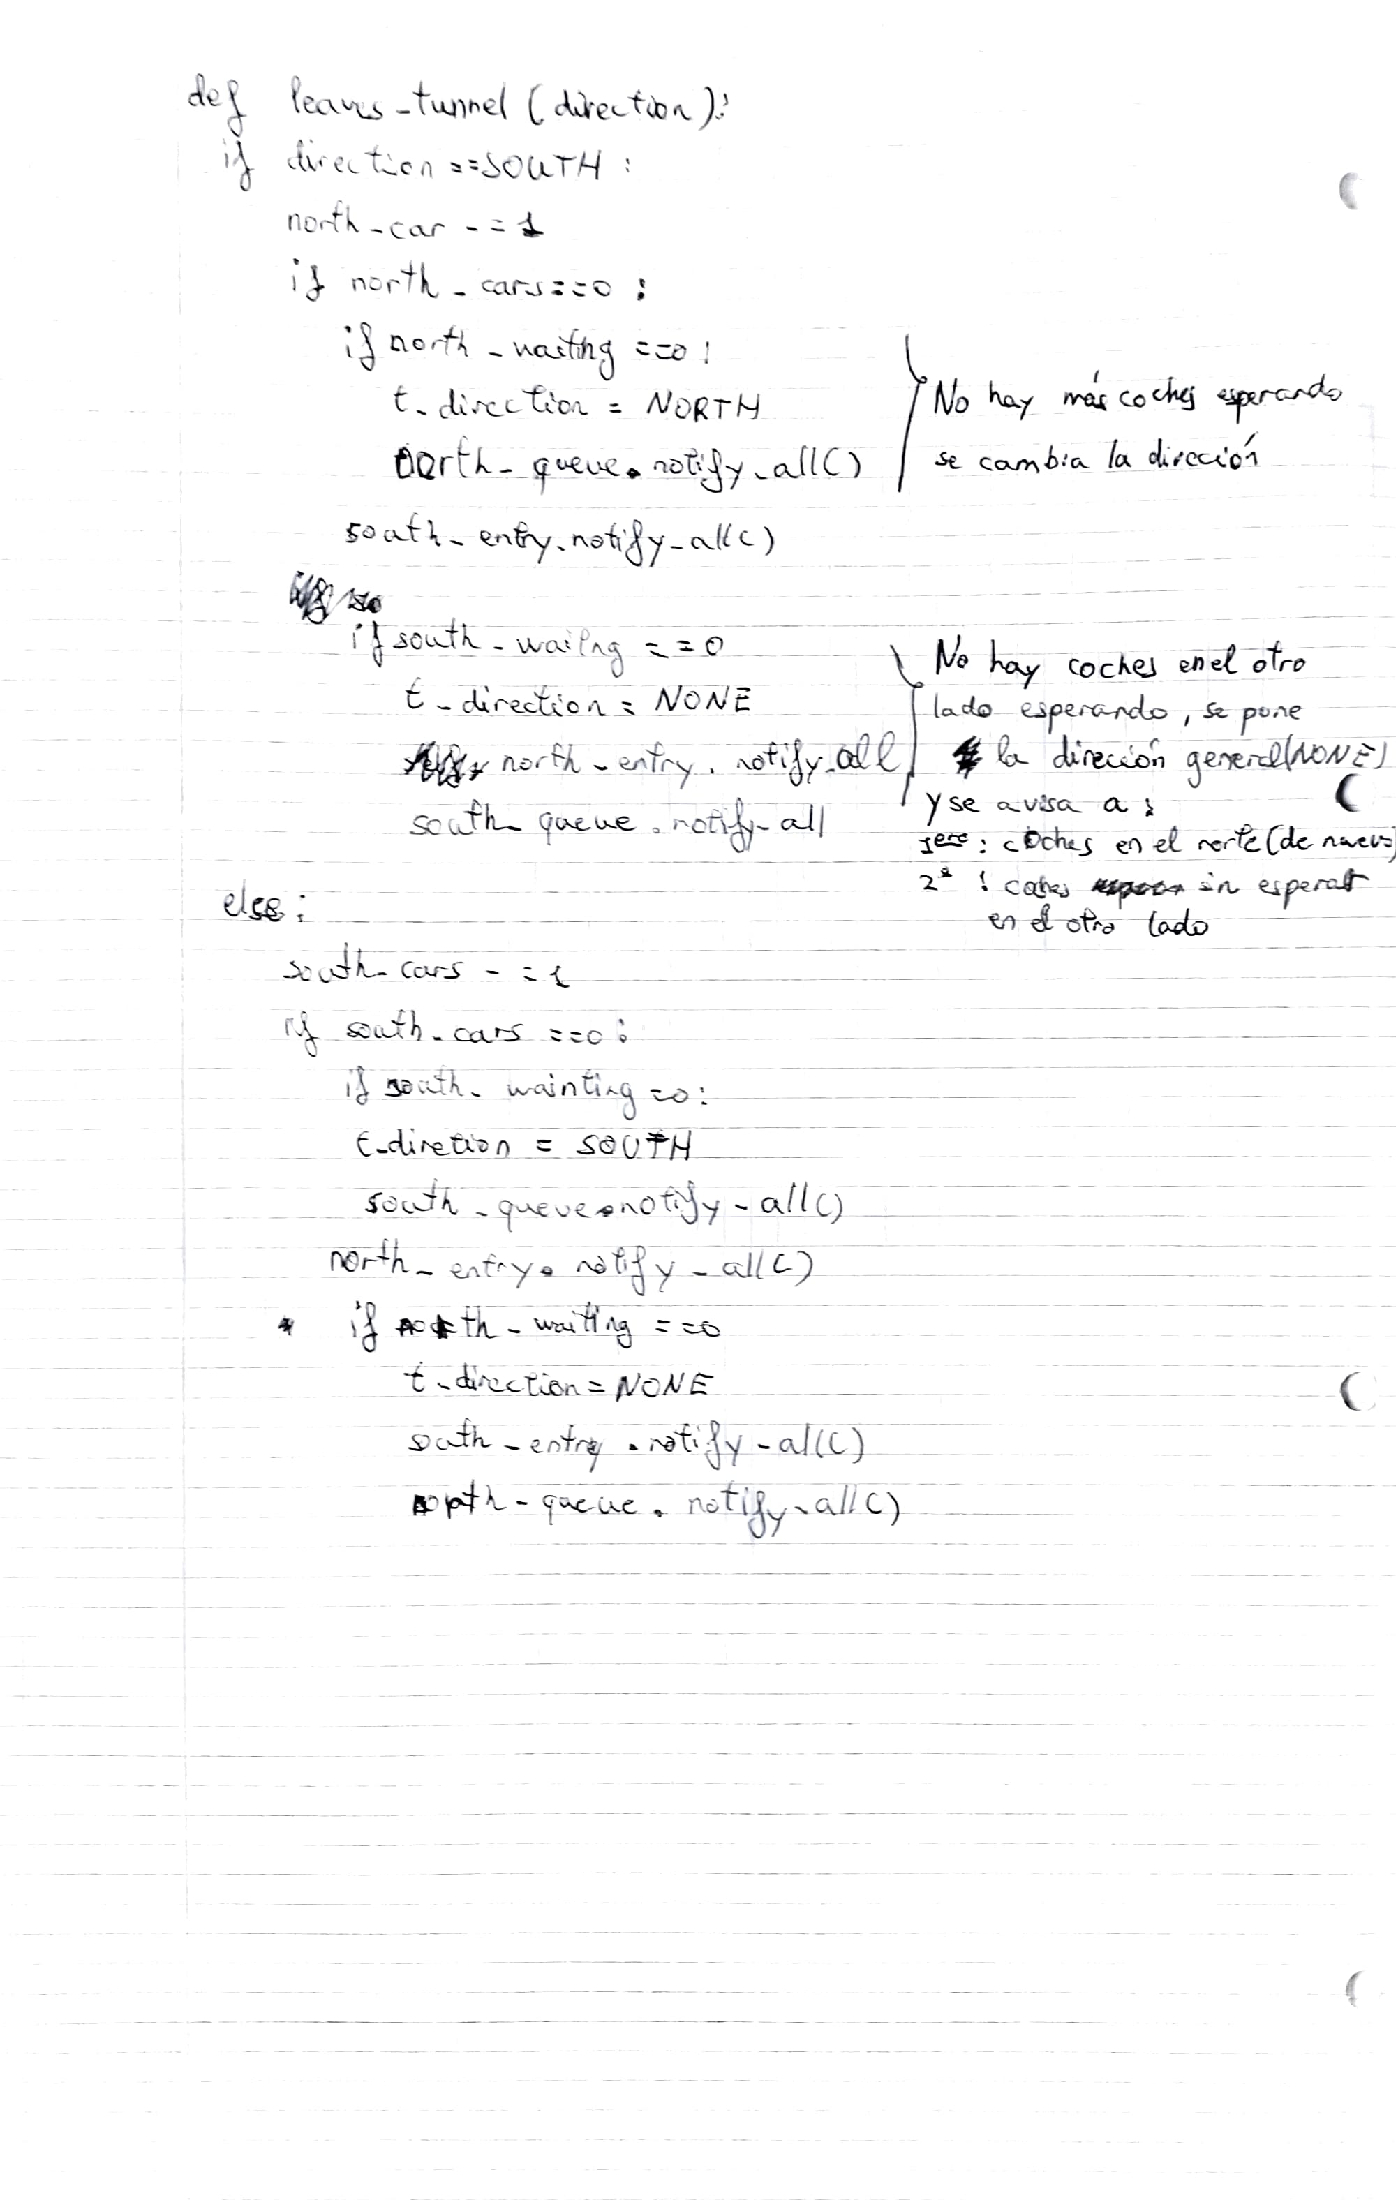 def leaves_tunnel (direction):
if direction ==SOUTH :
north_car -= 1
if north_cars==0 :
if north_waiting ==0 :
t_direction = NORTH
north_queue.notify_all()
No hay más coches esperando
se cambia la direción
south_entry.notify_all()
if south_waiing ==0
t_direction = NONE
north_entry.notify_all
south_queue.notify_all
No hay coches en el otro
lado esperando, se pone
la direción general (NONE)
y se avisa a :
1ero : coches en el norte (de nuevo)
2º : coches sin esperar
en el otro lado
else :
south_cars -= 1
if south_cars ==0 :
if south_wainting =0 :
t_diretion = SOUTH
south_queue.notify_all()
north_entry.notify_all()
* if north_waiting ==0
t_direction = NONE
south_entry.notify_all()
north_queue.notify_all()